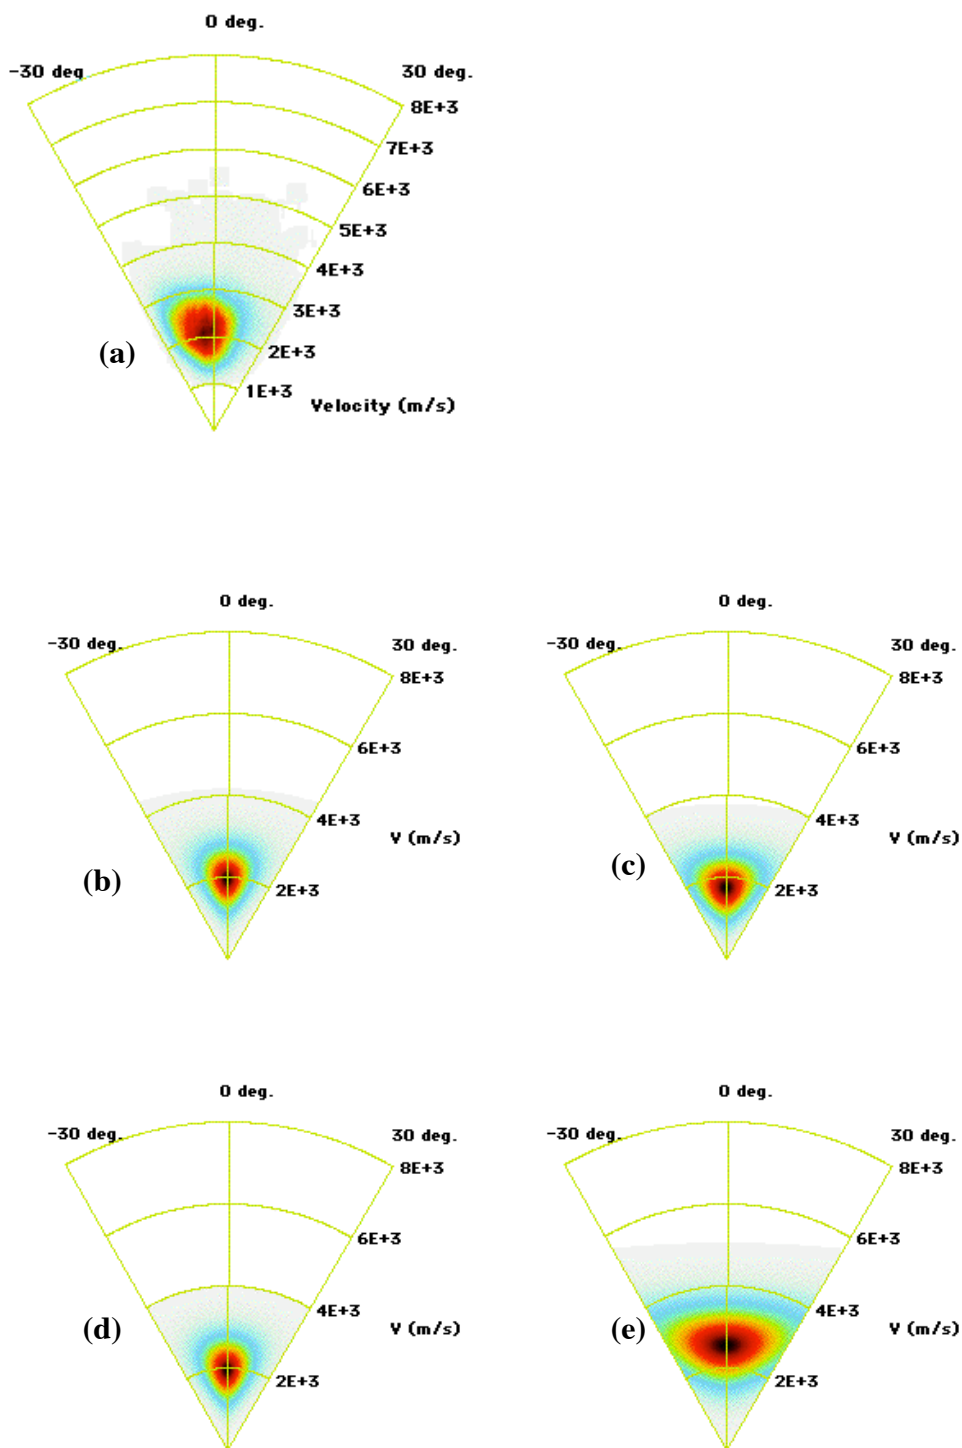 0 deg.
-30 deg
30 deg.
8E+3
7E+3
6E+3
5E+3
4E+3
3E+3
(a)
2E+3
1E+3
Velocity (m/s)
0 deg.
0 deg.
-30 deg.
30 deg.
-30 deg.
30 deg.
8E+3
8E+3
6E+3
6E+3
4E+3
4E+3
V (m/s)
V (m/s)
(b)
(c)
2E+3
2E+3
0 deg.
0 deg.
-30 deg.
30 deg.
-30 deg.
30 deg.
8E+3
8E+3
6E+3
6E+3
4E+3
4E+3
(d)
V (m/s)
(e)
V (m/s)
2E+3
2E+3